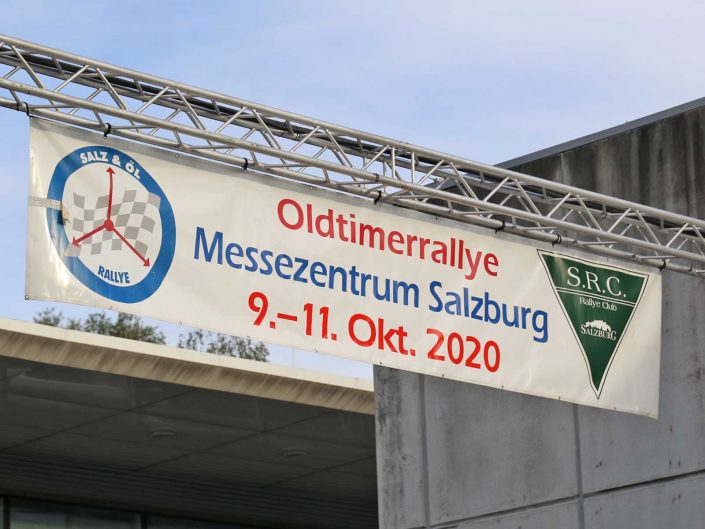 SALZ & ÖL
RALLYE
Oldtimerrallye
Messezentrum Salzburg
9.–11. Okt. 2020
S.R.C.
Rallye Club
SALZBURG